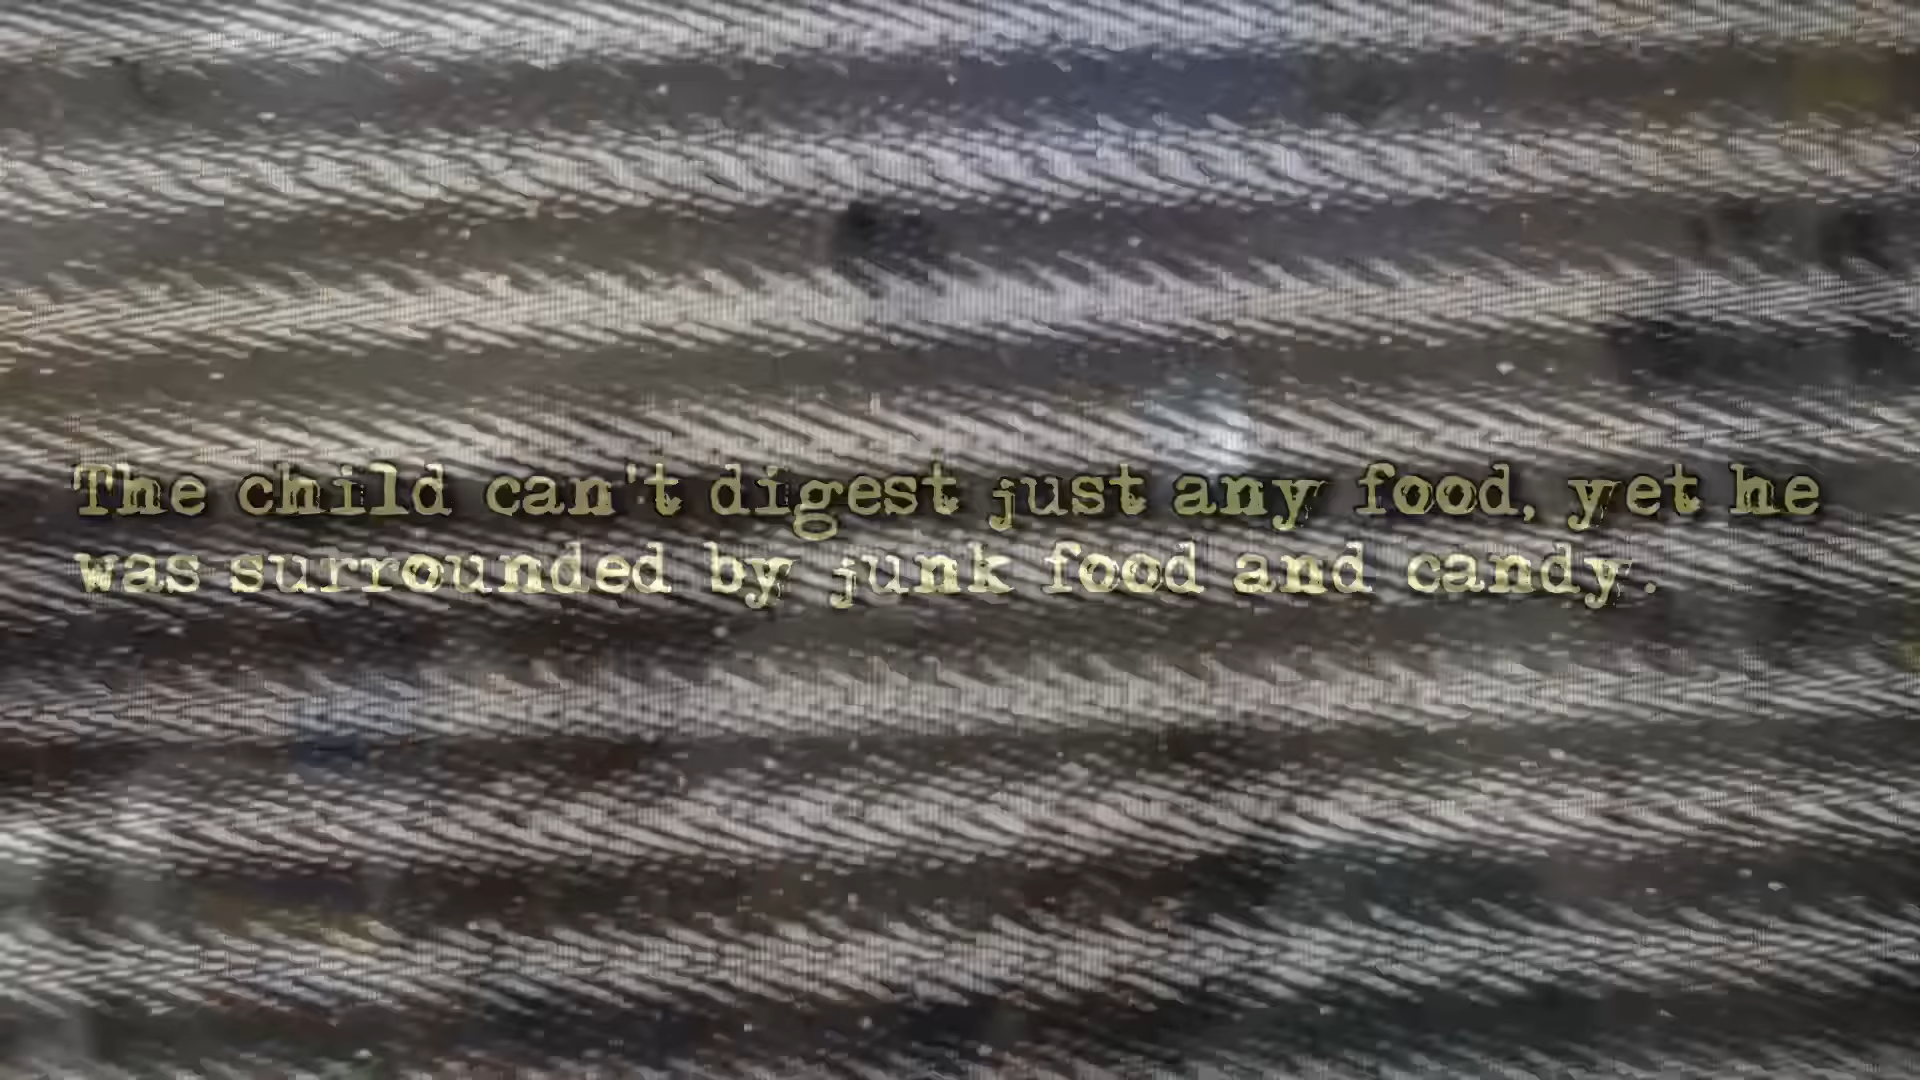 The child can't digest just any food, yet he
was surrounded by junk food and candy.